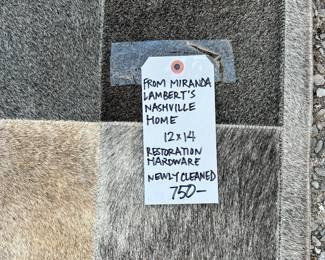 FROM MIRANDA
LAMBERT'S
NASHVILLE
HOME
12x14
RESTORATION
HARDWARE
NEWLY CLEANED
750-